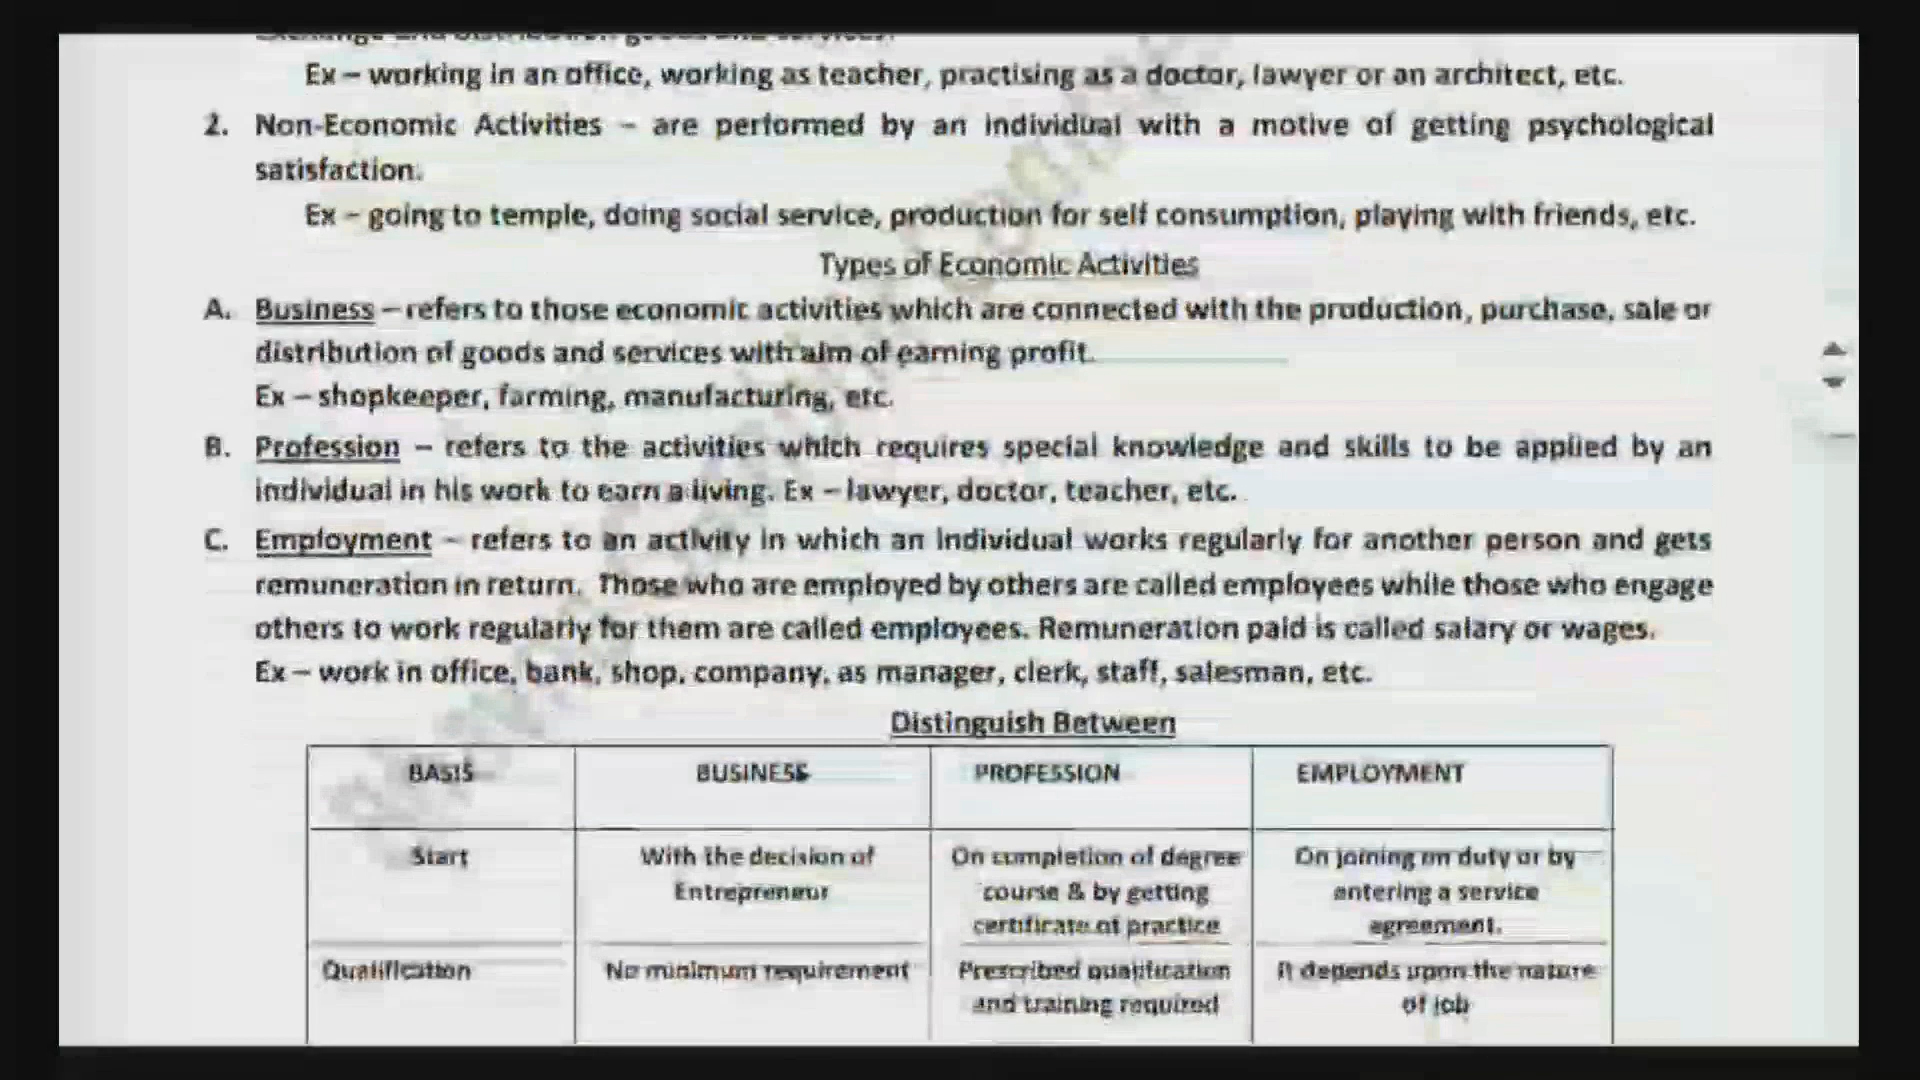 Exchange and distribution goods and services.
Ex – working in an office, working as teacher, practising as a doctor, lawyer or an architect, etc.
2. Non-Economic Activities – are performed by an individual with a motive of getting psychological
satisfaction.
Ex – going to temple, doing social service, production for self consumption, playing with friends, etc.
Types of Economic Activities
A. Business – refers to those economic activities which are connected with the production, purchase, sale or
distribution of goods and services with aim of earning profit.
Ex – shopkeeper, farming, manufacturing, etc.
B. Profession – refers to the activities which requires special knowledge and skills to be applied by an
individual in his work to earn a living. Ex – lawyer, doctor, teacher, etc.
C. Employment – refers to an activity in which an individual works regularly for another person and gets
remuneration in return. Those who are employed by others are called employees while those who engage
others to work regularly for them are called employees. Remuneration paid is called salary or wages.
Ex – work in office, bank, shop, company, as manager, clerk, staff, salesman, etc.
Distinguish Between
BASIS BUSINESS PROFESSION EMPLOYMENT
Start With the decision of On completion of degree On joining on duty or by
Entrepreneur course & by getting entering a service
certificate of practice agreement.
Qualification No minimum requirement Prescribed qualification It depends upon the nature
and training required of job